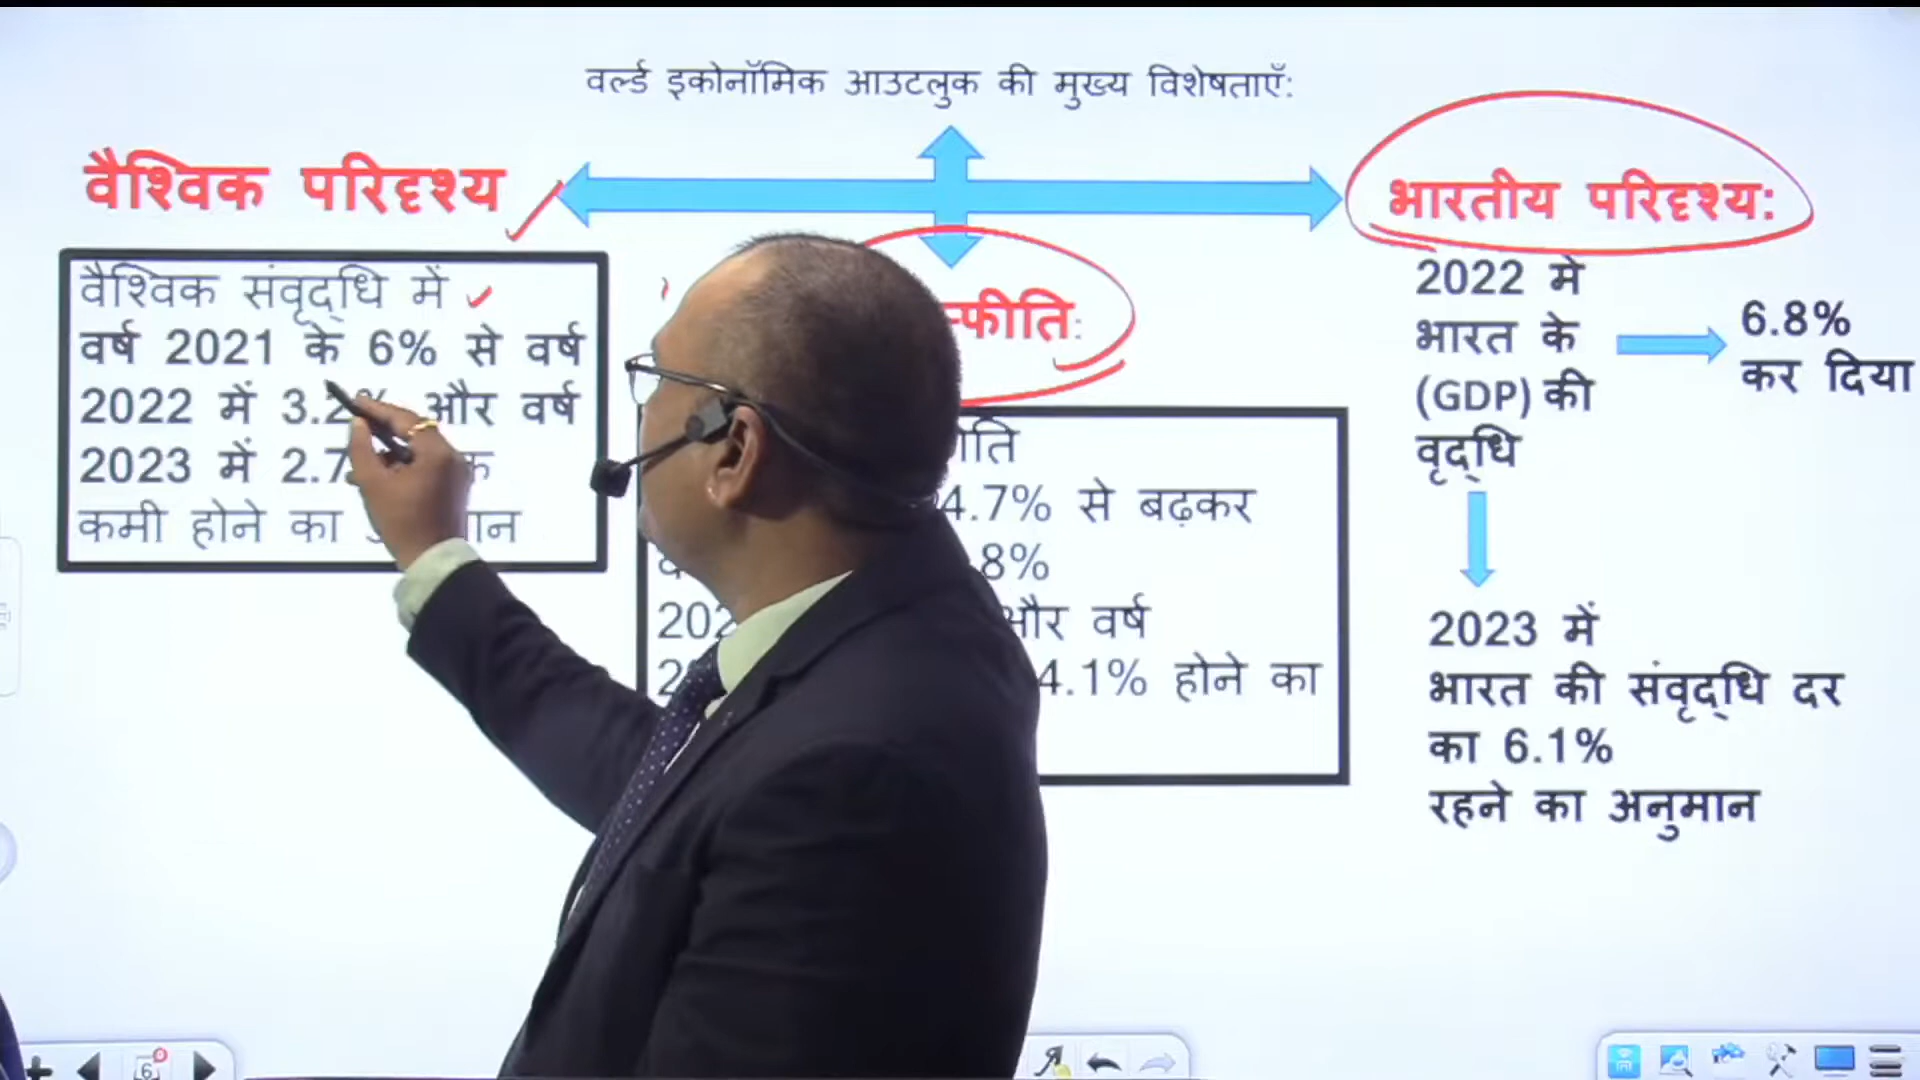 वर्ल्ड इकोनॉमिक आउटलुक की मुख्य विशेषताएँ:
वैश्विक परिदृश्य
वैश्विक संवृद्धि में
वर्ष 2021 के 6% से वर्ष
2022 में 3.2% और वर्ष
2023 में 2.7
कमी होने का
4.7% से बढ़कर
8%
और वर्ष
4.1% होने का
भारतीय परिदृश्य:
2022 मे
भारत के
(GDP) की
वृद्धि
6.8%
कर दिया
2023 में
भारत की संवृद्धि दर
का 6.1%
रहने का अनुमान
6